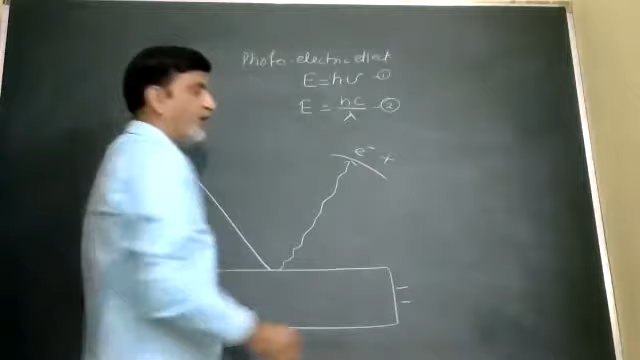 Photo-electric effect
E = hν -①
E = hc/λ -②
e⁻ x